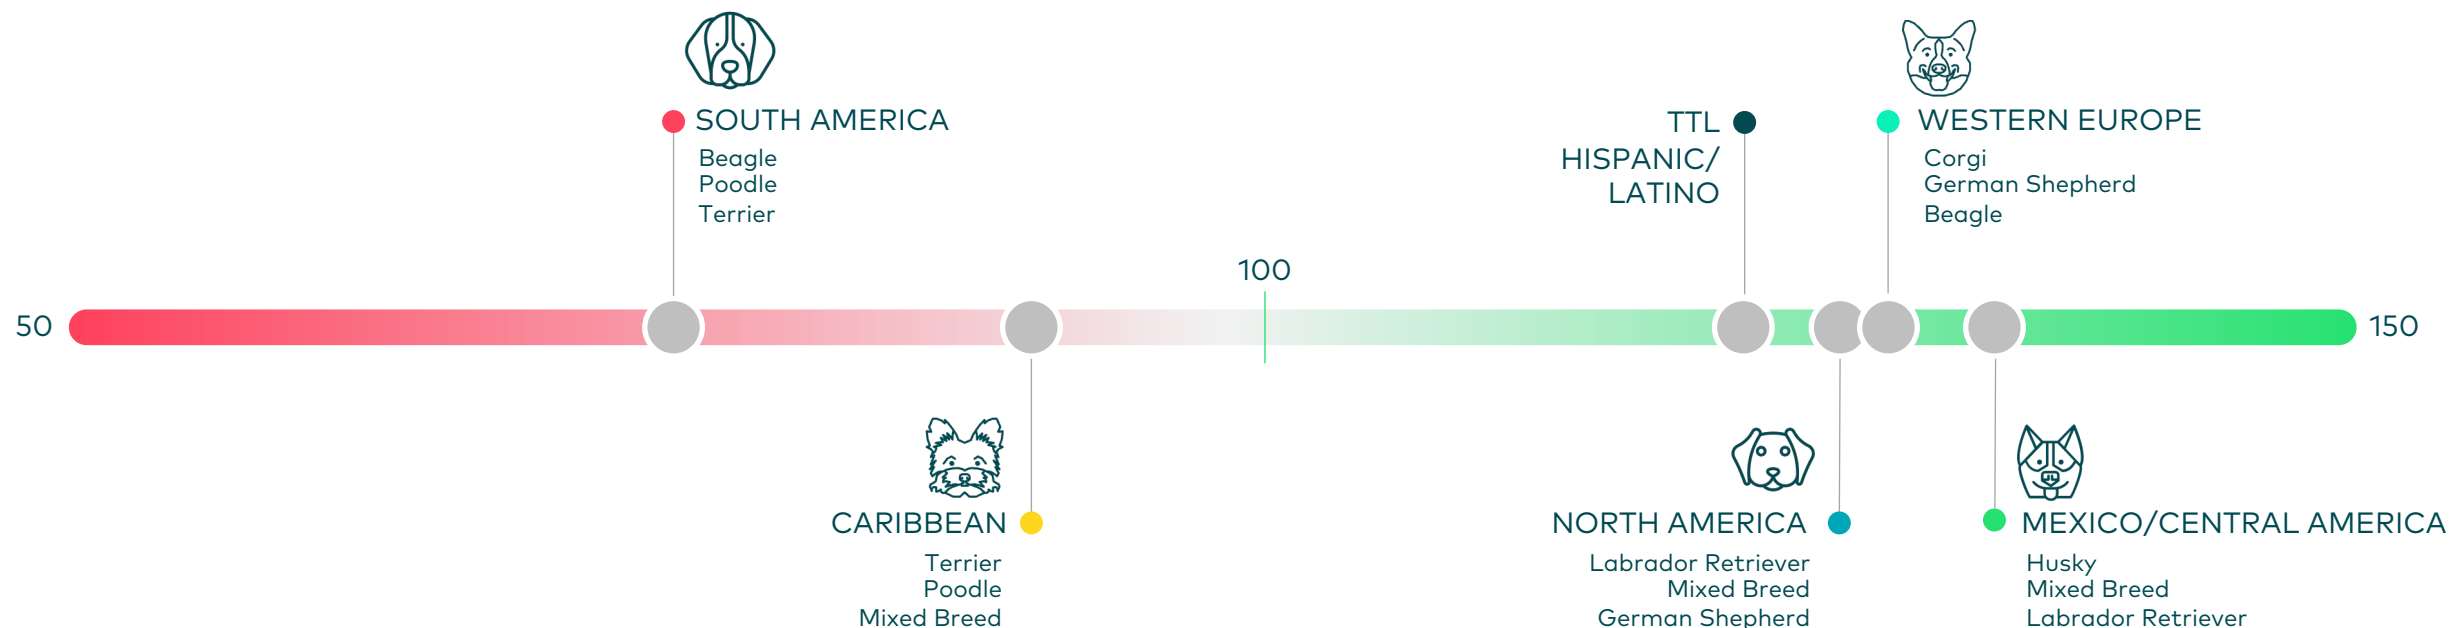 SOUTH AMERICA
Beagle
Poodle
Terrier
TTL
HISPANIC/
LATINO
WESTERN EUROPE
Corgi
German Shepherd
Beagle
100
50
150
CARIBBEAN
Terrier
Poodle
Mixed Breed
NORTH AMERICA
Labrador Retriever
Mixed Breed
German Shepherd
MEXICO/CENTRAL AMERICA
Husky
Mixed Breed
Labrador Retriever